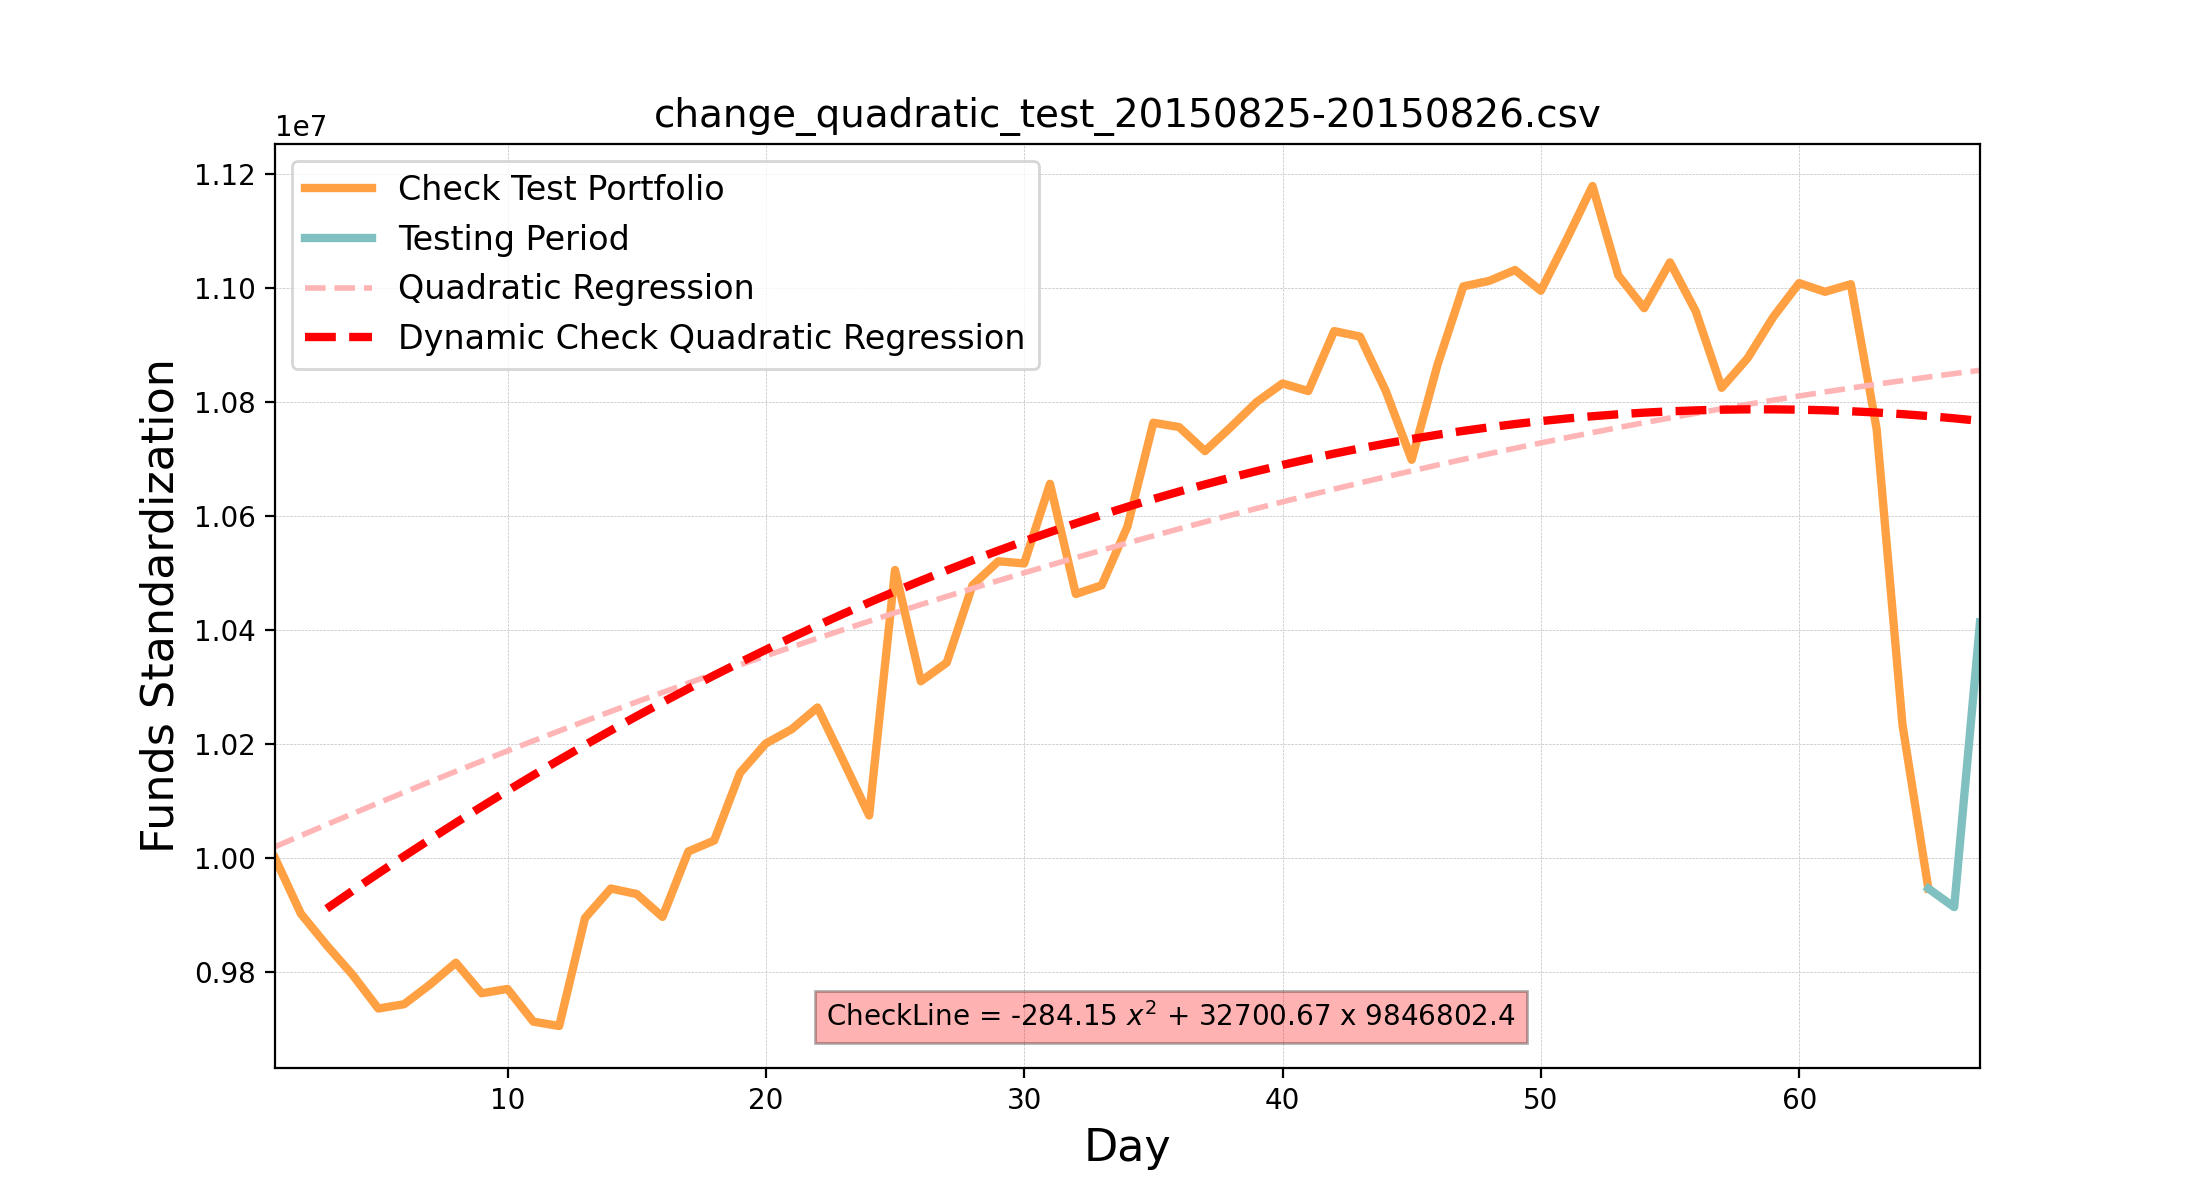 change_quadratic_test_20150825-20150826.csv
1e7
1.12
1.10
1.08
1.06
1.04
1.02
1.00
0.98
Funds Standardization
Check Test Portfolio
Testing Period
Quadratic Regression
Dynamic Check Quadratic Regression
CheckLine = -284.15 x² + 32700.67 x 9846802.4
10 20 30 40 50 60
Day